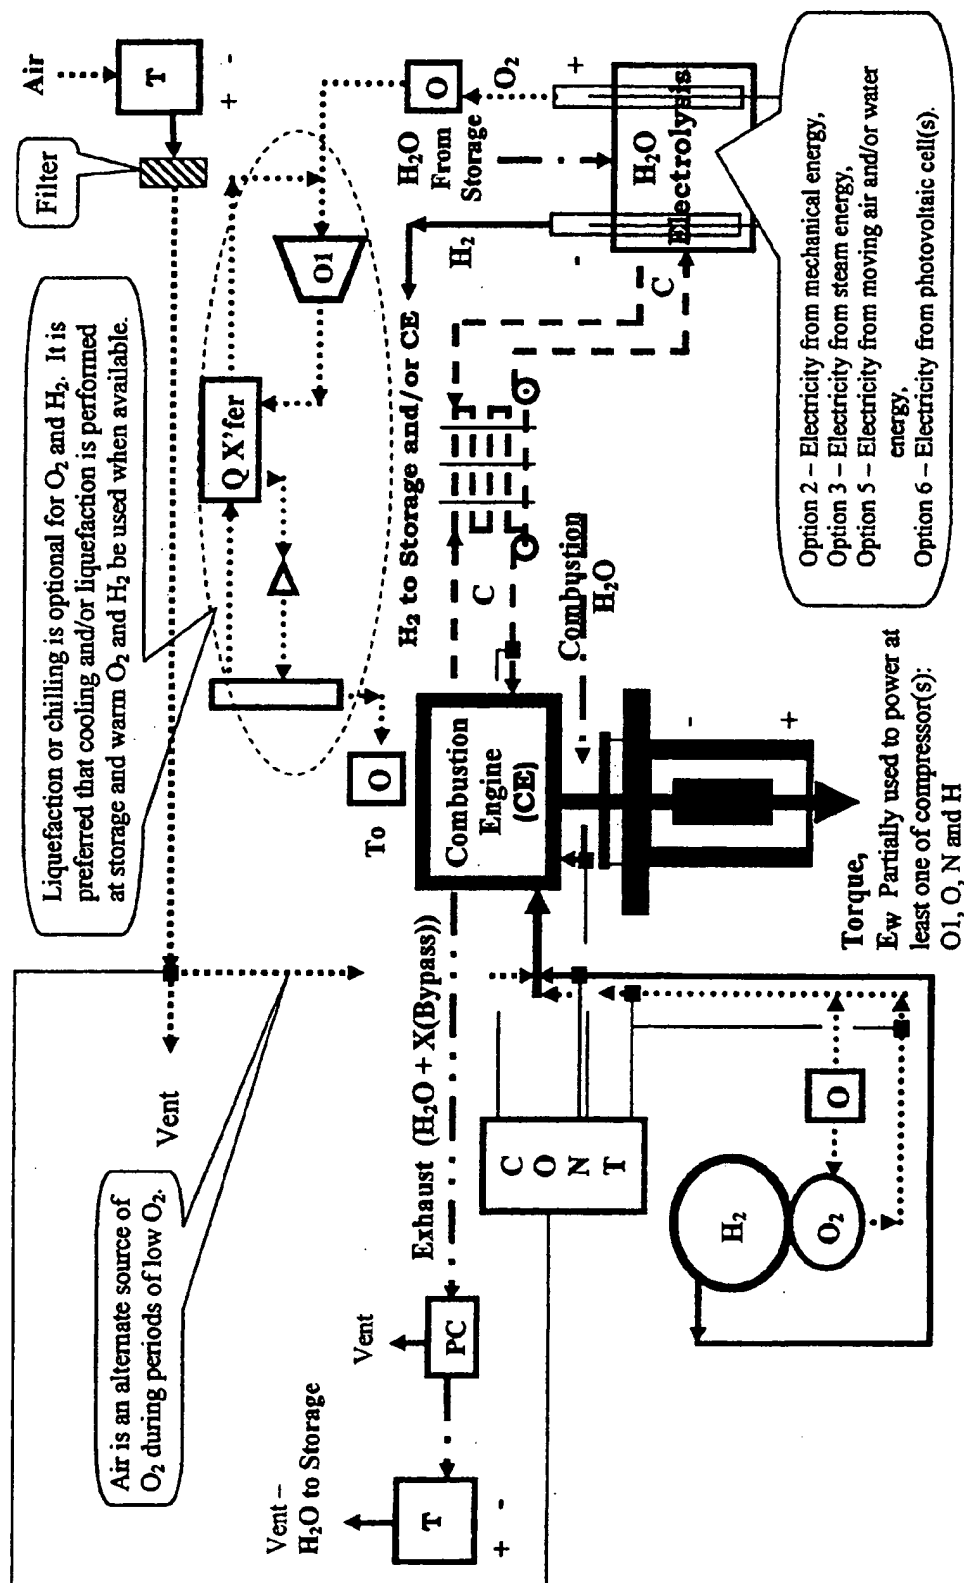 Air
T
+ -
Filter
Liquefaction or chilling is optional for O₂ and H₂. It is
preferred that cooling and/or liquefaction is performed
at storage and warm O₂ and H₂ be used when available.
Air is an alternate source of
O₂ during periods of low O₂.
Vent
Q X'fer
O1
O
O₂
H₂O
From
Storage
H₂
+
-
H₂O
Electrolysis
C
C
H₂ to Storage and/or CE
Combustion
H₂O
To
O
Combustion
Engine
(CE)
Exhaust (H₂O + X(Bypass))
Vent
PC
Vent –
H₂O to Storage
T
+ -
C
O
N
T
H₂
O₂
O
-
+
Torque,
Ew Partially used to power at
least one of compressor(s):
O1, O, N and H
Option 2 – Electricity from mechanical energy,
Option 3 – Electricity from steam energy,
Option 5 – Electricity from moving air and/or water
energy,
Option 6 – Electricity from photovoltaic cell(s).